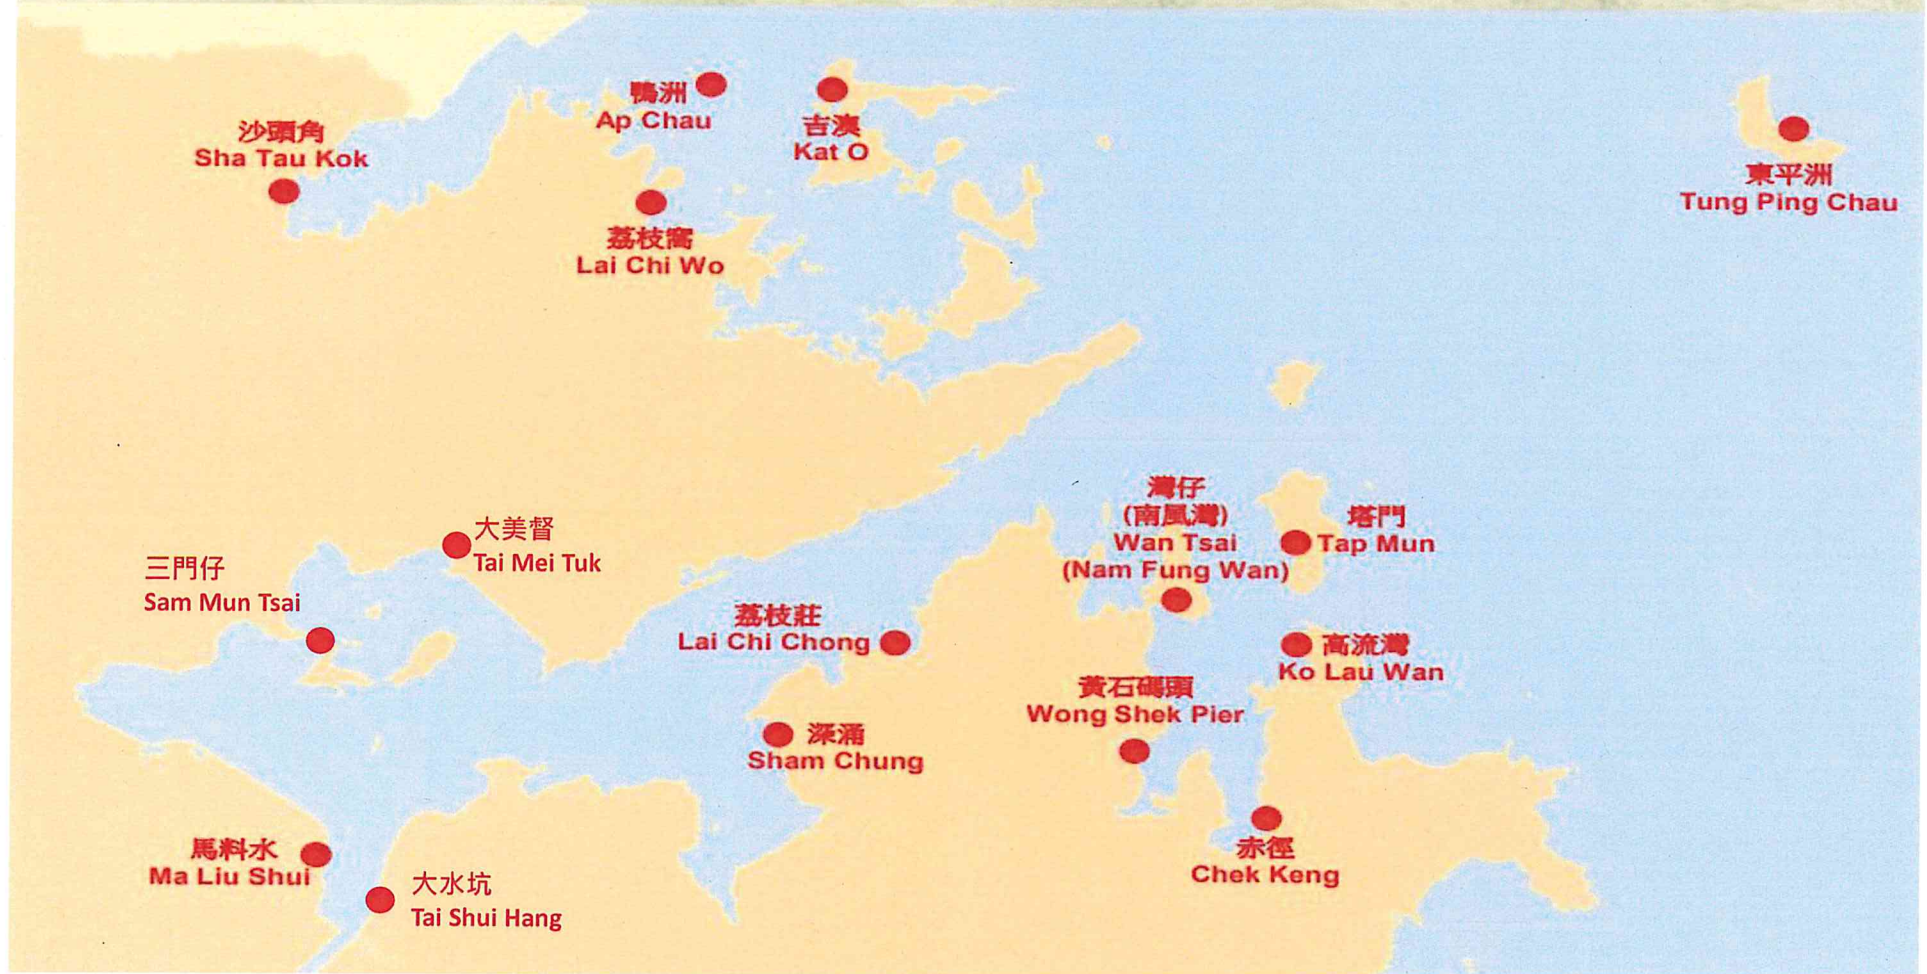 鴨洲
Ap Chau
吉澳
Kat O
沙頭角
Sha Tau Kok
東平洲
Tung Ping Chau
荔枝窩
Lai Chi Wo
灣仔
(南風灣)
Wan Tsai
(Nam Fung Wan)
塔門
Tap Mun
大美督
Tai Mei Tuk
三門仔
Sam Mun Tsai
荔枝莊
Lai Chi Chong
高流灣
Ko Lau Wan
黃石碼頭
Wong Shek Pier
深涌
Sham Chung
馬料水
Ma Liu Shui
赤徑
Chek Keng
大水坑
Tai Shui Hang